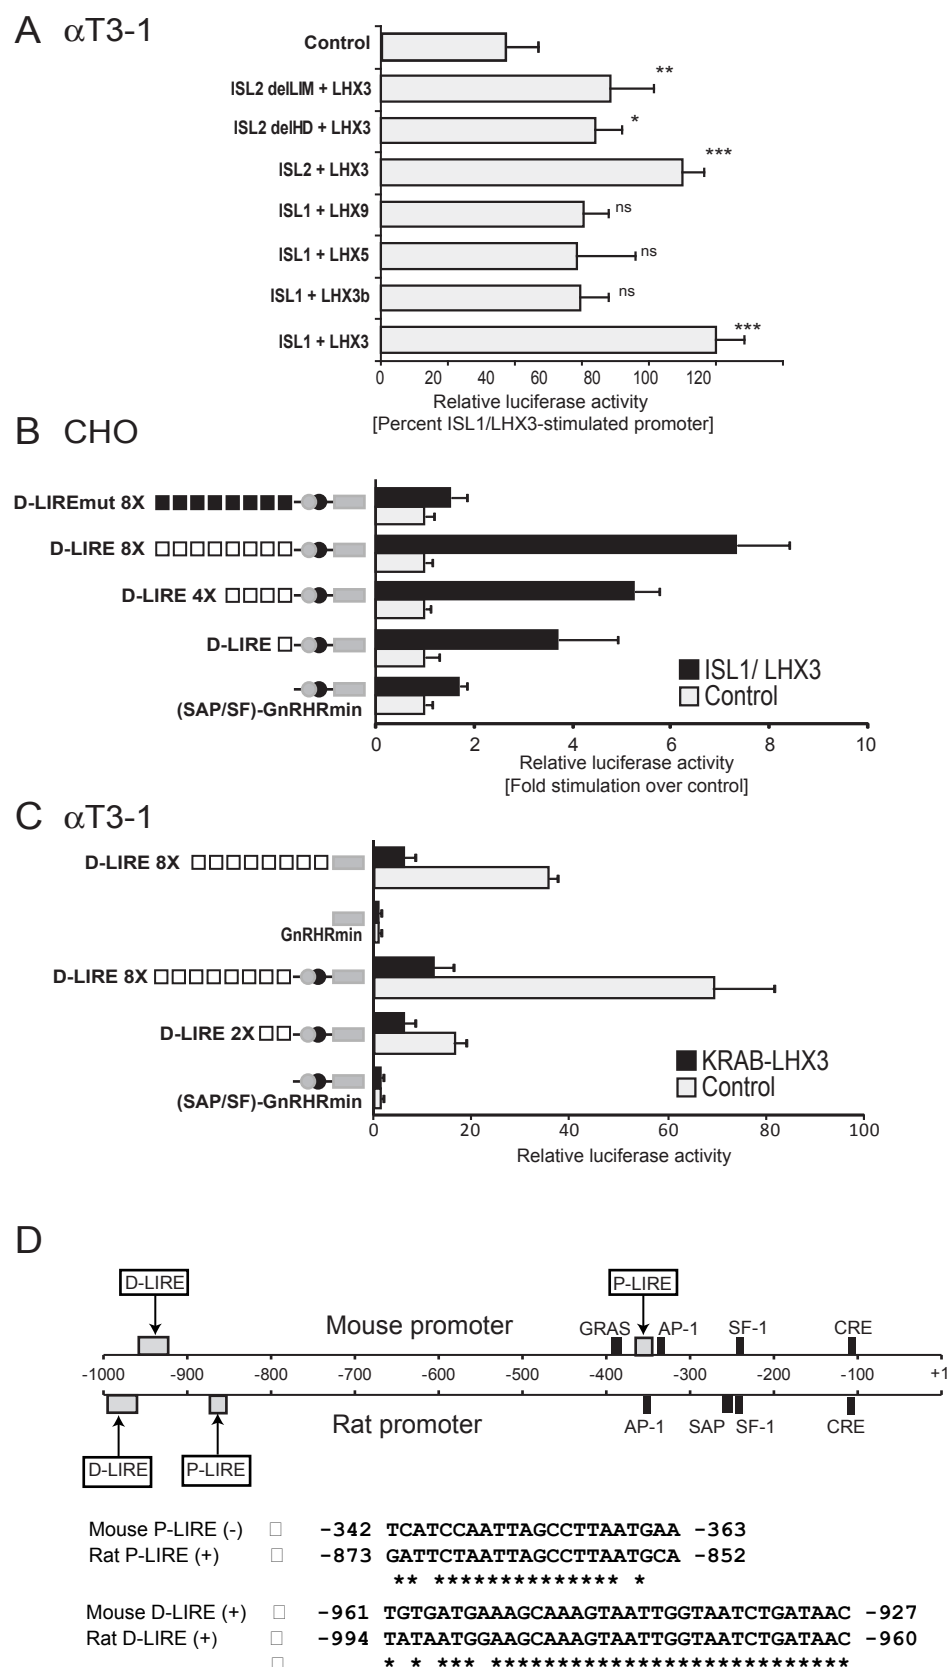 A αT3-1
Control
ISL2 delLIM + LHX3
**
ISL2 delHD + LHX3
*
ISL2 + LHX3
***
ISL1 + LHX9
ns
ISL1 + LHX5
ns
ISL1 + LHX3b
ns
ISL1 + LHX3
***
0 20 40 60 80 100 120
Relative luciferase activity
[Percent ISL1/LHX3-stimulated promoter]
B CHO
D-LIREmut 8X
D-LIRE 8X
D-LIRE 4X
D-LIRE
(SAP/SF)-GnRHRmin
ISL1/ LHX3
Control
0 2 4 6 8 10
Relative luciferase activity
[Fold stimulation over control]
C αT3-1
D-LIRE 8X
GnRHRmin
D-LIRE 8X
D-LIRE 2X
(SAP/SF)-GnRHRmin
KRAB-LHX3
Control
0 20 40 60 80 100
Relative luciferase activity
D
D-LIRE P-LIRE
Mouse promoter GRAS AP-1 SF-1 CRE
-1000 -900 -800 -700 -600 -500 -400 -300 -200 -100 +1
Rat promoter AP-1 SAP SF-1 CRE
D-LIRE P-LIRE
Mouse P-LIRE (-) -342 TCATCCAATTAGCCTTAATGAA -363
Rat P-LIRE (+) -873 GATTCTAATTAGCCTTAATGCA -852
** ************** *
Mouse D-LIRE (+) -961 TGTGATGAAAGCAAAGTAATTGGTAATCTGATAAC -927
Rat D-LIRE (+) -994 TATAATGGAAGCAAAGTAATTGGTAATCTGATAAC -960
* * *** ***************************